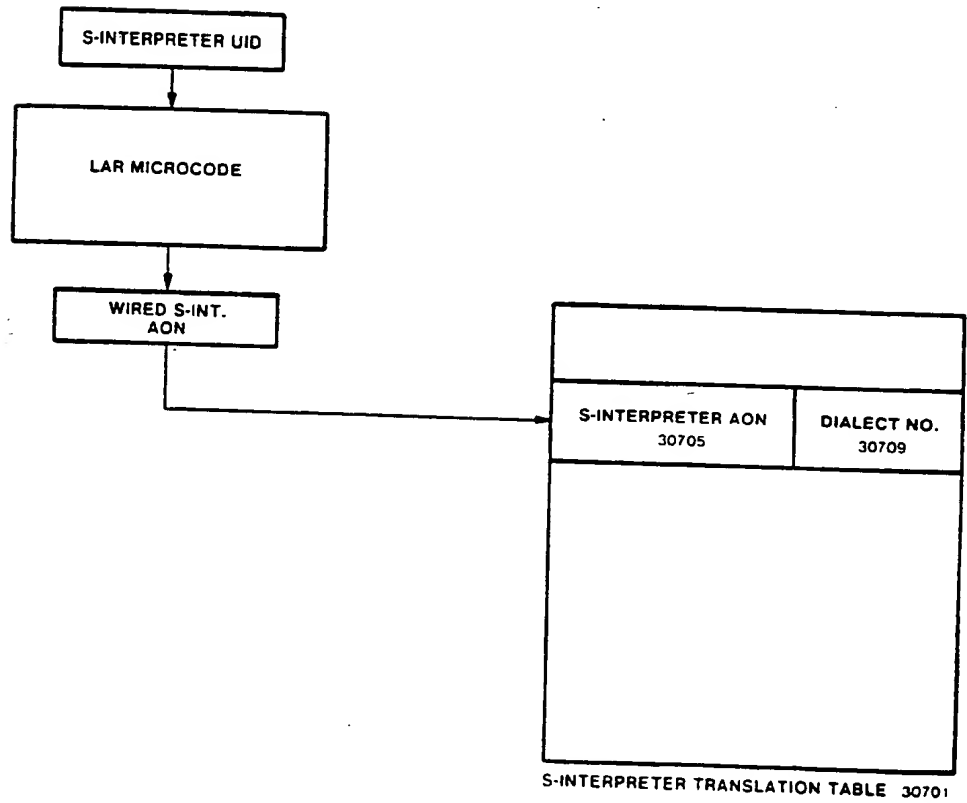 S-INTERPRETER UID
LAR MICROCODE
WIRED S-INT.
AON
S-INTERPRETER AON
30705
DIALECT NO.
30709
S-INTERPRETER TRANSLATION TABLE 30701